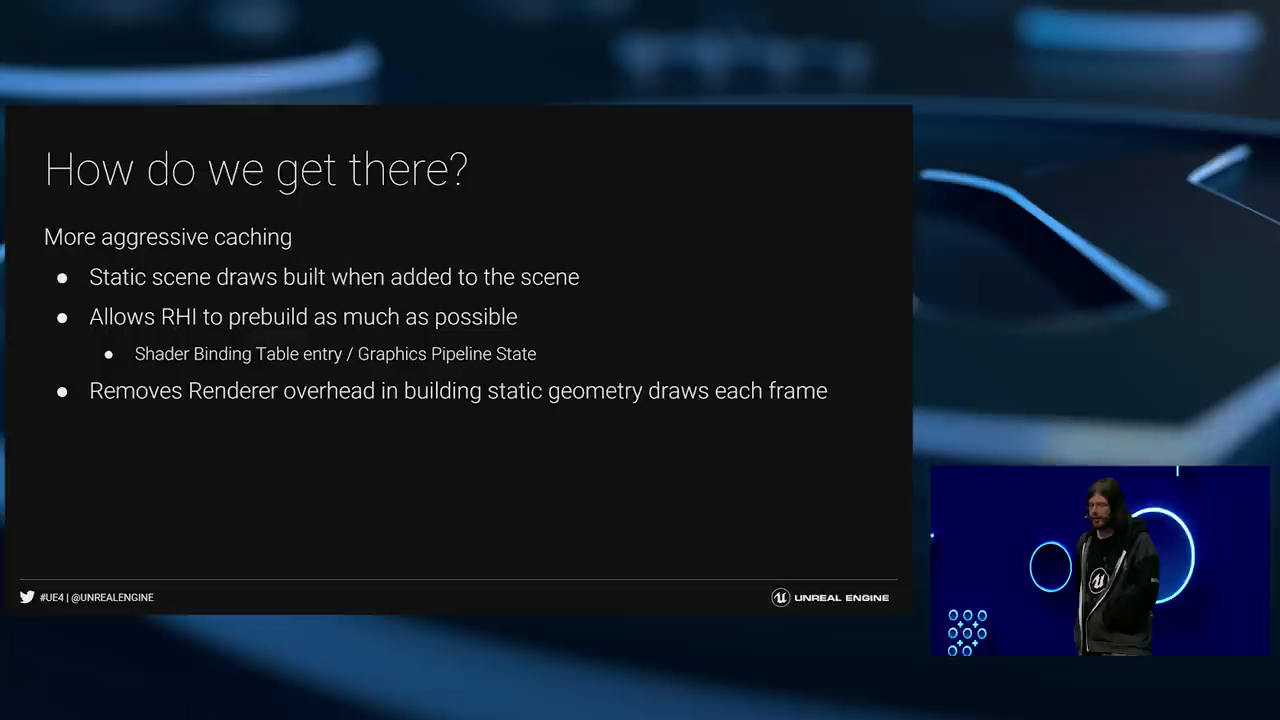 How do we get there?
More aggressive caching
● Static scene draws built when added to the scene
● Allows RHI to prebuild as much as possible
● Shader Binding Table entry / Graphics Pipeline State
● Removes Renderer overhead in building static geometry draws each frame
#UE4 | @UNREALENGINE
UNREAL ENGINE